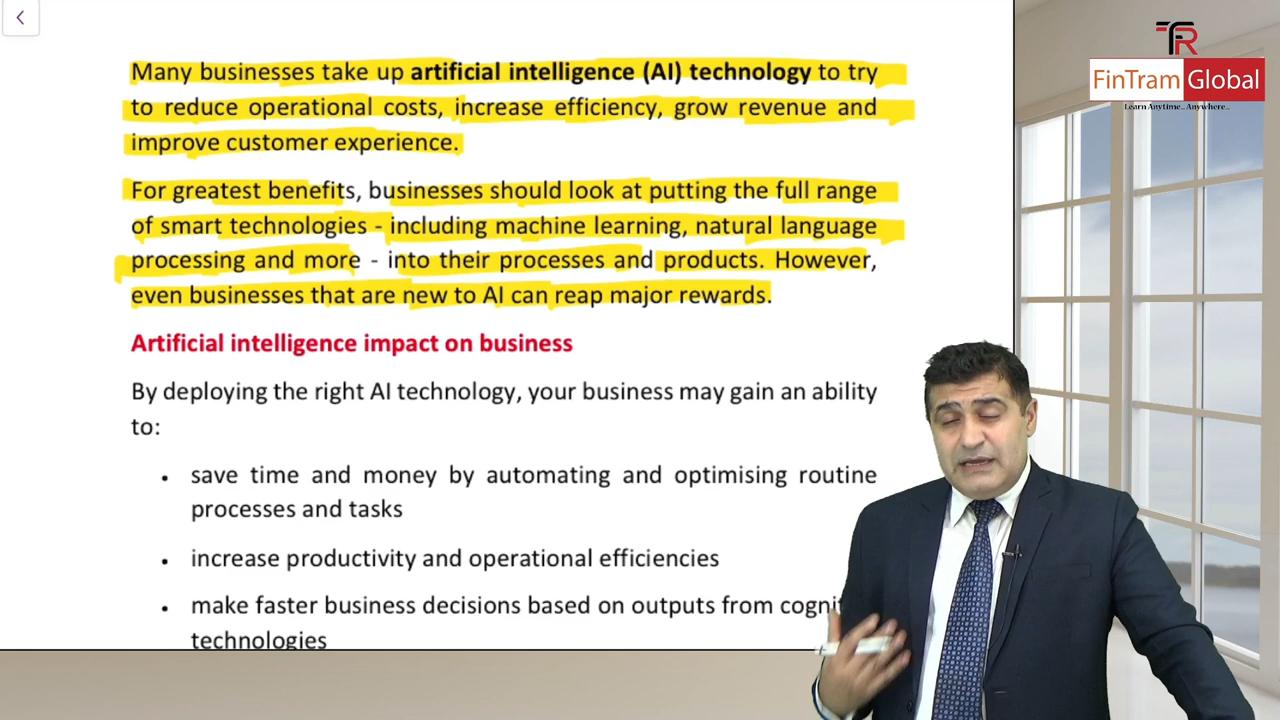 Many businesses take up artificial intelligence (AI) technology to try
to reduce operational costs, increase efficiency, grow revenue and
improve customer experience.
For greatest benefits, businesses should look at putting the full range
of smart technologies - including machine learning, natural language
processing and more - into their processes and products. However,
even businesses that are new to AI can reap major rewards.
Artificial intelligence impact on business
By deploying the right AI technology, your business may gain an ability
to:
• save time and money by automating and optimising routine
processes and tasks
• increase productivity and operational efficiencies
• make faster business decisions based on outputs from
technologies
TR
FinTram Global
Learn Anytime.. Anywhere..